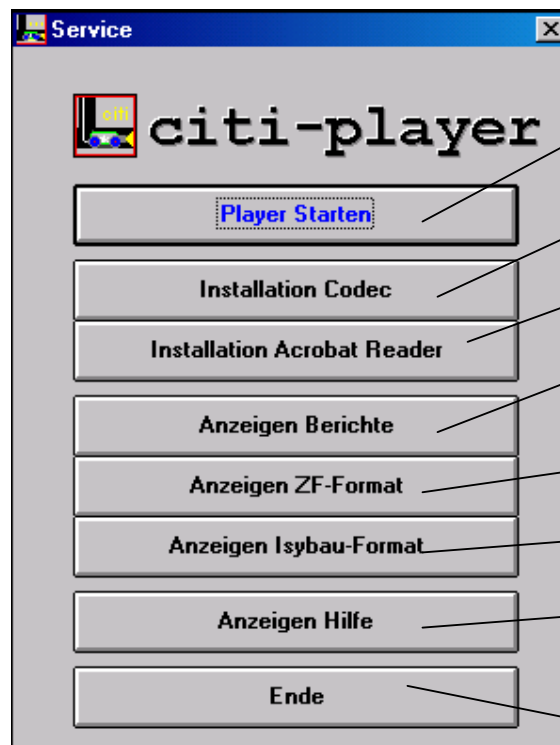 Service
citi
citi-player
Player Starten
Installation Codec
Installation Acrobat Reader
Anzeigen Berichte
Anzeigen ZF-Format
Anzeigen Isybau-Format
Anzeigen Hilfe
Ende